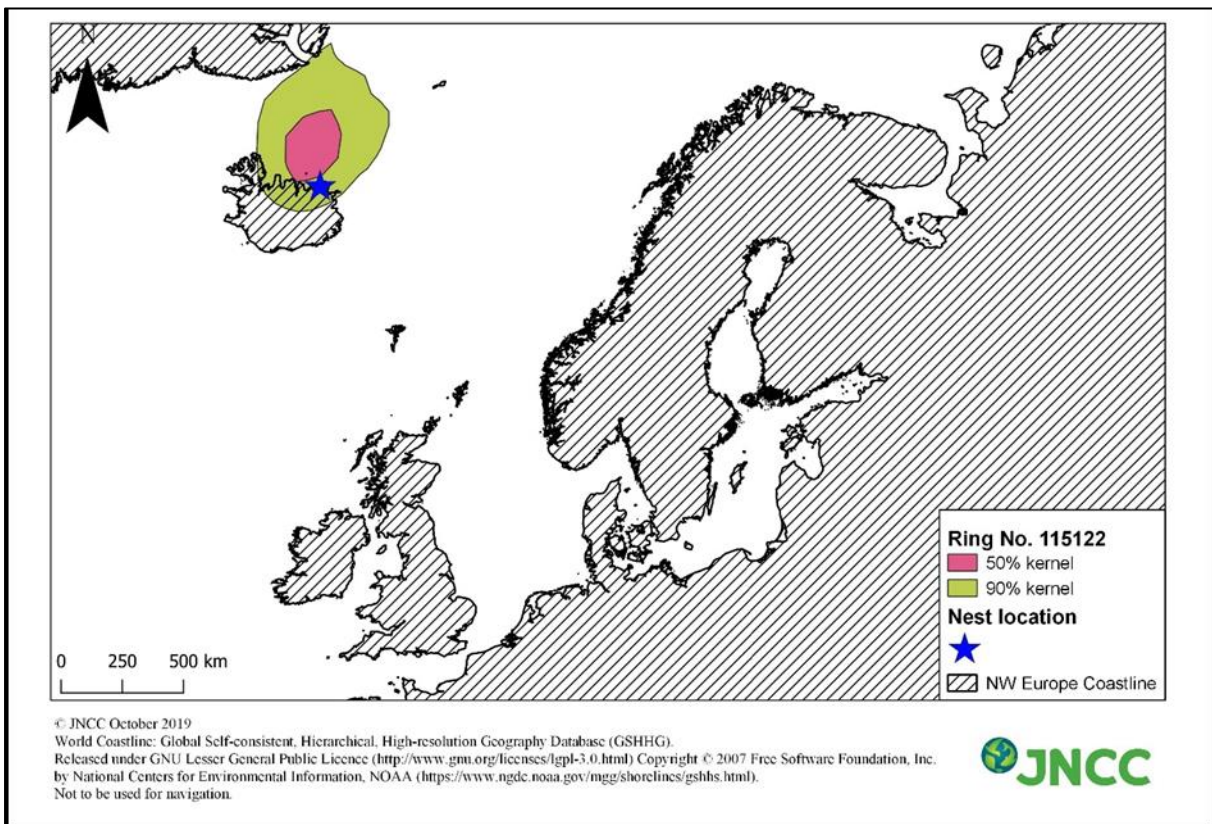 N
Ring No. 115122
50% kernel
90% kernel
Nest location
NW Europe Coastline
0 250 500 km
© JNCC October 2019
World Coastline: Global Self-consistent, Hierarchical, High-resolution Geography Database (GSHHG).
Released under GNU Lesser General Public Licence (http://www.gnu.org/licenses/lgpl-3.0.html) Copyright © 2007 Free Software Foundation, Inc.
by National Centers for Environmental Information, NOAA (https://www.ngdc.noaa.gov/mgg/shorelines/gshhs.html).
Not to be used for navigation.
JNCC